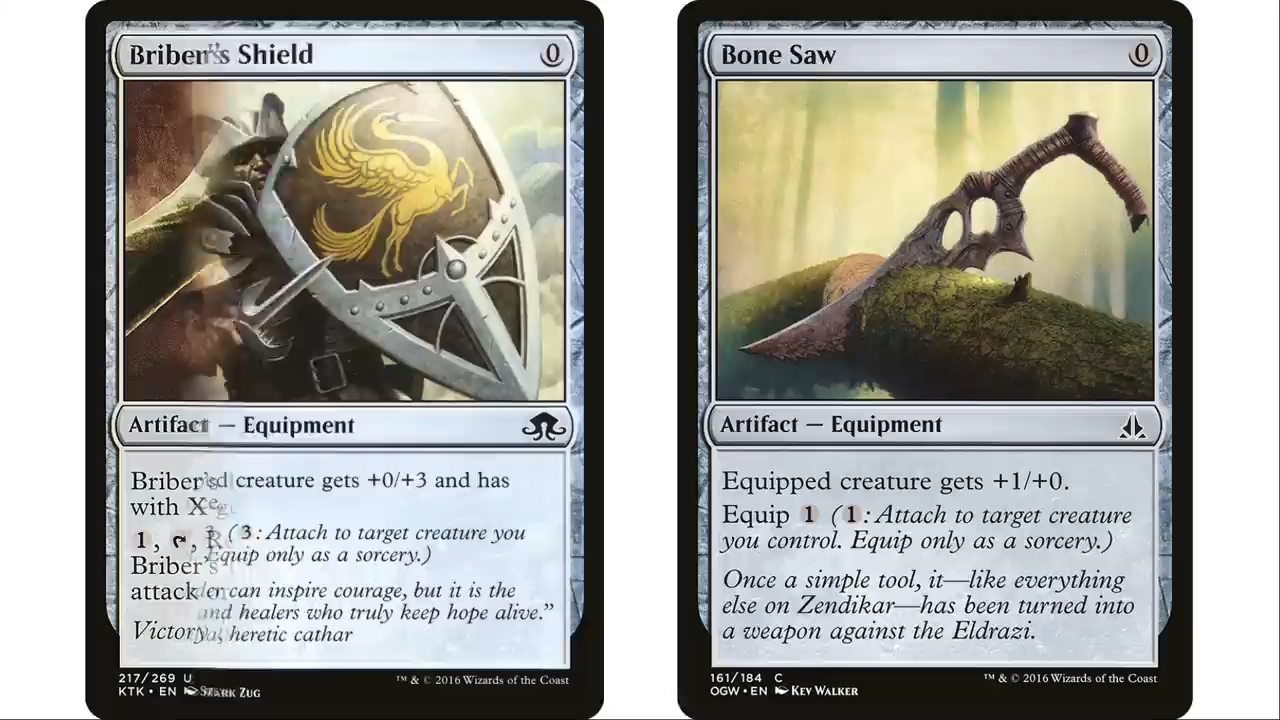 Briber's Shield 0
Artifact — Equipment
Briber's creature gets +0/+3 and has
with X
1, (3: Attach to target creature you
Equip only as a sorcery.)
Briber's
attack can inspire courage, but it is the
and healers who truly keep hope alive.”
heretic cathar
217/269 U
KTK • EN MARK ZUG
™ & © 2016 Wizards of the Coast
Bone Saw 0
Artifact — Equipment
Equipped creature gets +1/+0.
Equip 1 (1: Attach to target creature
you control. Equip only as a sorcery.)
Once a simple tool, it—like everything
else on Zendikar—has been turned into
a weapon against the Eldrazi.
161/184 C
OGW • EN KEV WALKER
™ & © 2016 Wizards of the Coast